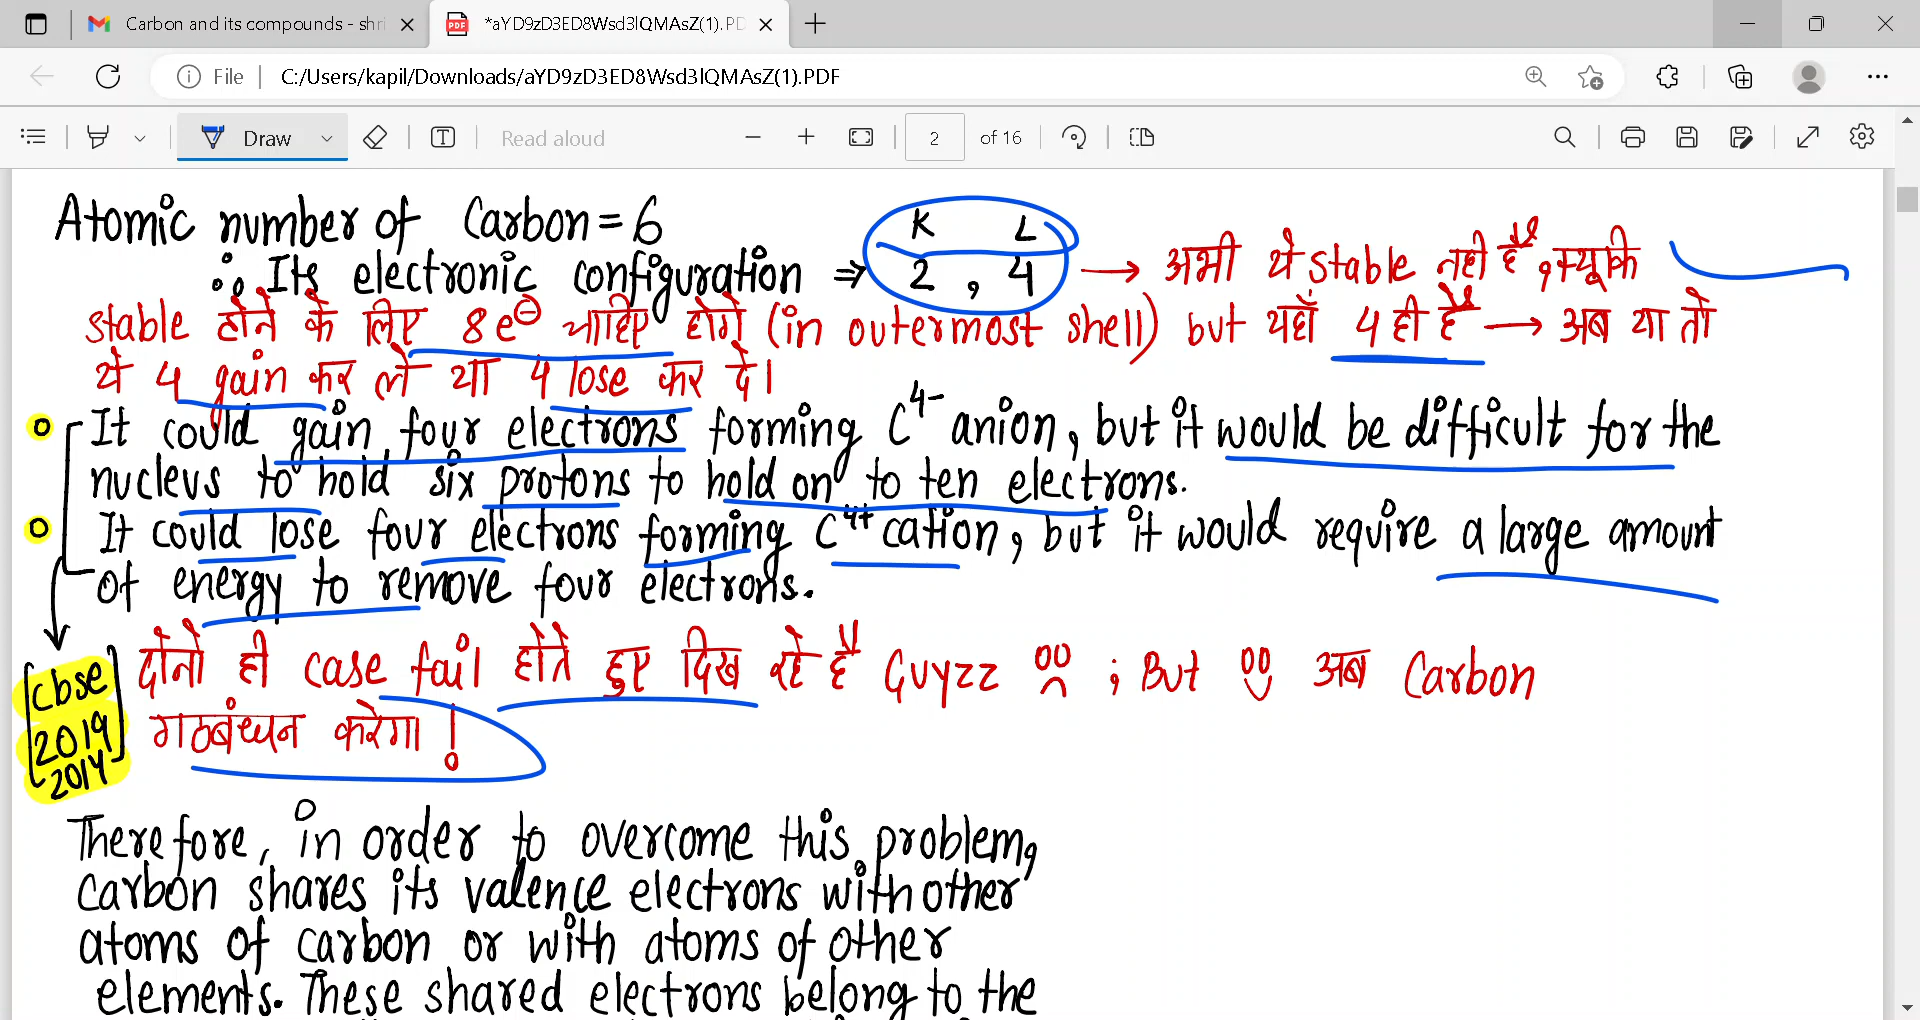 Carbon and its compounds - shri
*aYD9zD3ED8Wsd3lQMAsZ(1).PD
File
C:/Users/kapil/Downloads/aYD9zD3ED8Wsd3lQMAsZ(1).PDF
Draw
Read aloud
2 of 16
Atomic number of Carbon = 6
K L
∴ Its electronic configuration ⇒ 2 , 4 → अभी ये stable नही है, क्यूकि
stable होने के लिए 8e⊖ चाहिए होंगे (in outermost shell) but यहाँ 4 ही है → अब या तो
ये 4 gain कर ले या 4 lose कर दे।
It could gain four electrons forming C⁴⁻ anion, but it would be difficult for the
nucleus to hold six protons to hold on to ten electrons.
It could lose four electrons forming C⁴⁺ cation, but it would require a large amount
of energy to remove four electrons.
[CBSE 2019 2014]
दोनो ही case fail होते हुए दिख रहे है Guyzz ; But अब Carbon
गठबंधन करेगा !
Therefore, in order to overcome this problem,
carbon shares its valence electrons with other
atoms of carbon or with atoms of other
elements. These shared electrons belong to the